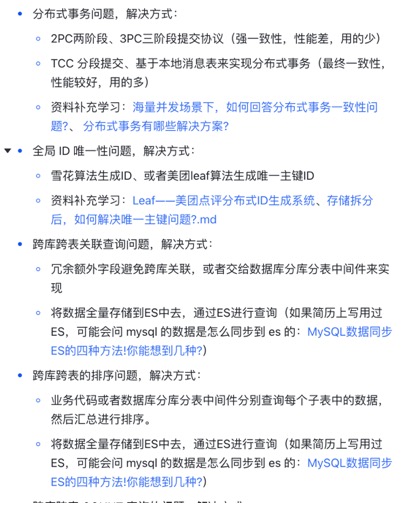 分布式事务问题，解决方式：
2PC两阶段、3PC三阶段提交协议（强一致性，性能差，用的少）
TCC 分段提交、基于本地消息表来实现分布式事务（最终一致性，
性能较好，用的多）
资料补充学习：海量并发场景下，如何回答分布式事务一致性问
题?、 分布式事务有哪些解决方案?
全局 ID 唯一性问题，解决方式：
雪花算法生成ID、或者美团leaf算法生成唯一主键ID
资料补充学习：Leaf——美团点评分布式ID生成系统、存储拆分
后，如何解决唯一主键问题?.md
跨库跨表关联查询问题，解决方式：
冗余额外字段避免跨库关联，或者交给数据库分库分表中间件来实
现
将数据全量存储到ES中去，通过ES进行查询（如果简历上写用过
ES，可能会问 mysql 的数据是怎么同步到 es 的：MySQL数据同步
ES的四种方法!你能想到几种?）
跨库跨表的排序问题，解决方式：
业务代码或者数据库分库分表中间件分别查询每个子表中的数据，
然后汇总进行排序。
将数据全量存储到ES中去，通过ES进行查询（如果简历上写用过
ES，可能会问 mysql 的数据是怎么同步到 es 的：MySQL数据同步
ES的四种方法!你能想到几种?）